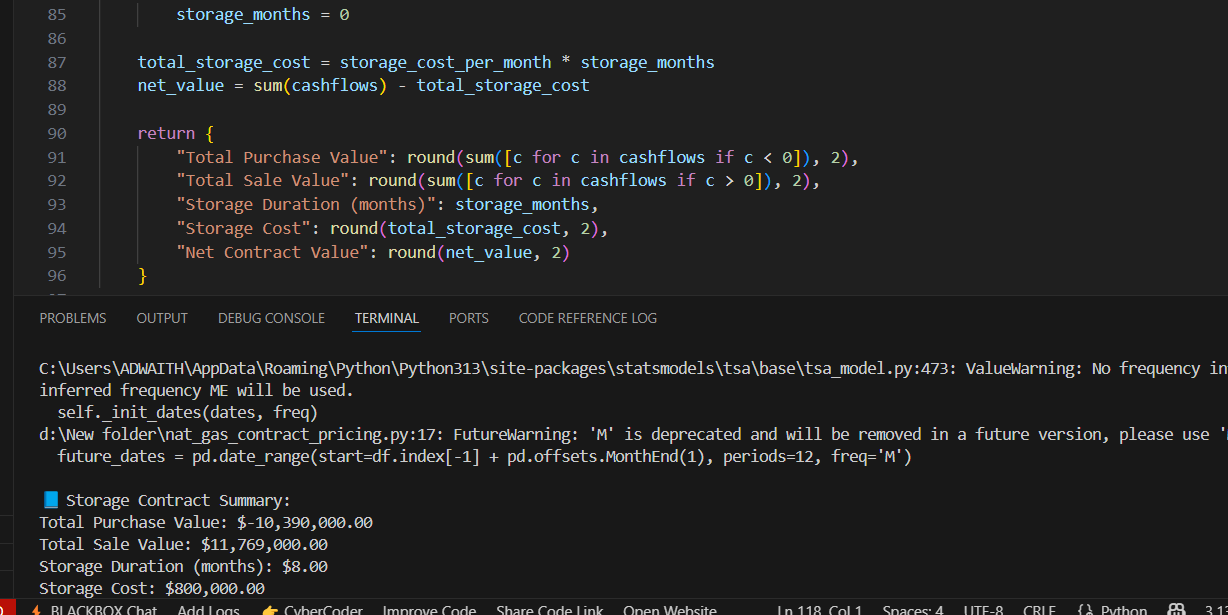 85 storage_months = 0
86
87 total_storage_cost = storage_cost_per_month * storage_months
88 net_value = sum(cashflows) - total_storage_cost
89
90 return {
91 "Total Purchase Value": round(sum([c for c in cashflows if c < 0]), 2),
92 "Total Sale Value": round(sum([c for c in cashflows if c > 0]), 2),
93 "Storage Duration (months)": storage_months,
94 "Storage Cost": round(total_storage_cost, 2),
95 "Net Contract Value": round(net_value, 2)
96 }
PROBLEMS OUTPUT DEBUG CONSOLE TERMINAL PORTS CODE REFERENCE LOG
C:\Users\ADWAITH\AppData\Roaming\Python\Python313\site-packages\statsmodels\tsa\base\tsa_model.py:473: ValueWarning: No frequency in
inferred frequency ME will be used.
self._init_dates(dates, freq)
d:\New folder\nat_gas_contract_pricing.py:17: FutureWarning: 'M' is deprecated and will be removed in a future version, please use '
future_dates = pd.date_range(start=df.index[-1] + pd.offsets.MonthEnd(1), periods=12, freq='M')
📘 Storage Contract Summary:
Total Purchase Value: $-10,390,000.00
Total Sale Value: $11,769,000.00
Storage Duration (months): $8.00
Storage Cost: $800,000.00
BLACKBOX Chat Add Logs 👉 CyberCoder Improve Code Share Code Link Open Website Ln 118, Col 1 Spaces: 4 UTF-8 CRLF {} Python